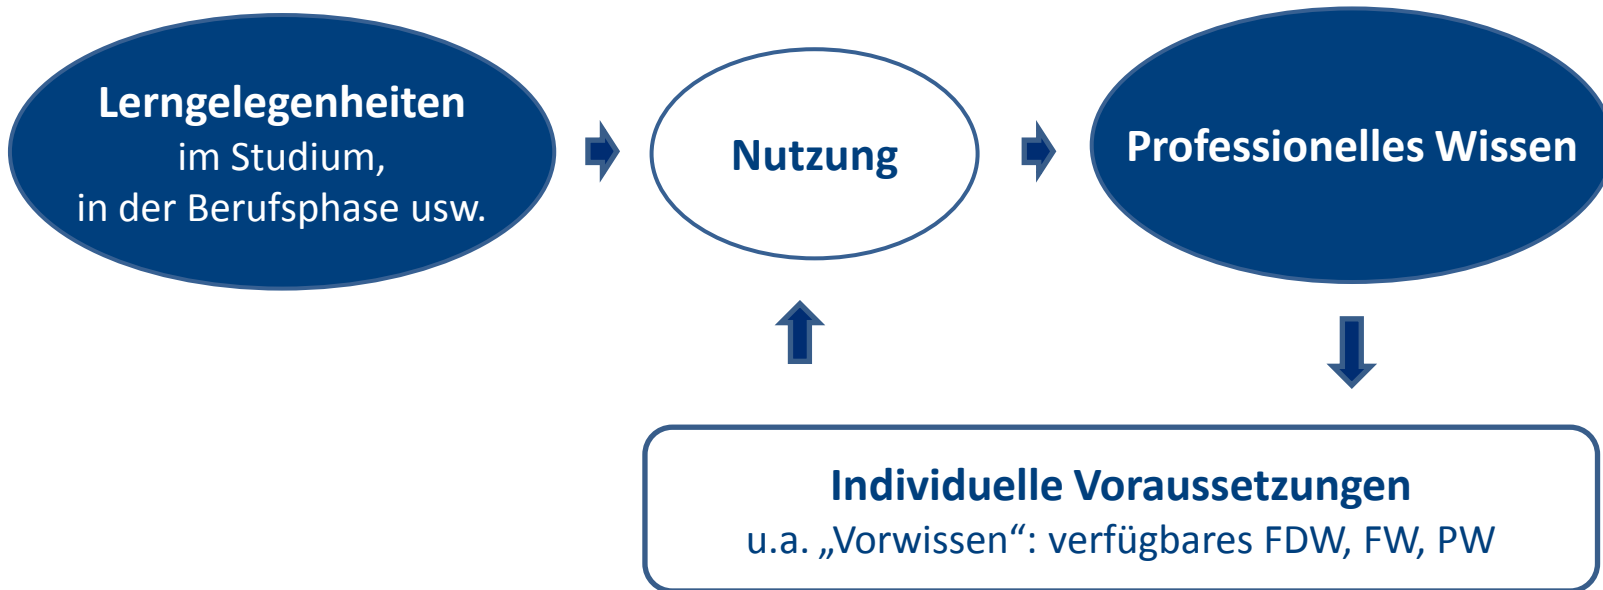 Lerngelegenheiten
im Studium,
in der Berufsphase usw.
Nutzung
Professionelles Wissen
Individuelle Voraussetzungen
u.a. „Vorwissen“: verfügbares FDW, FW, PW